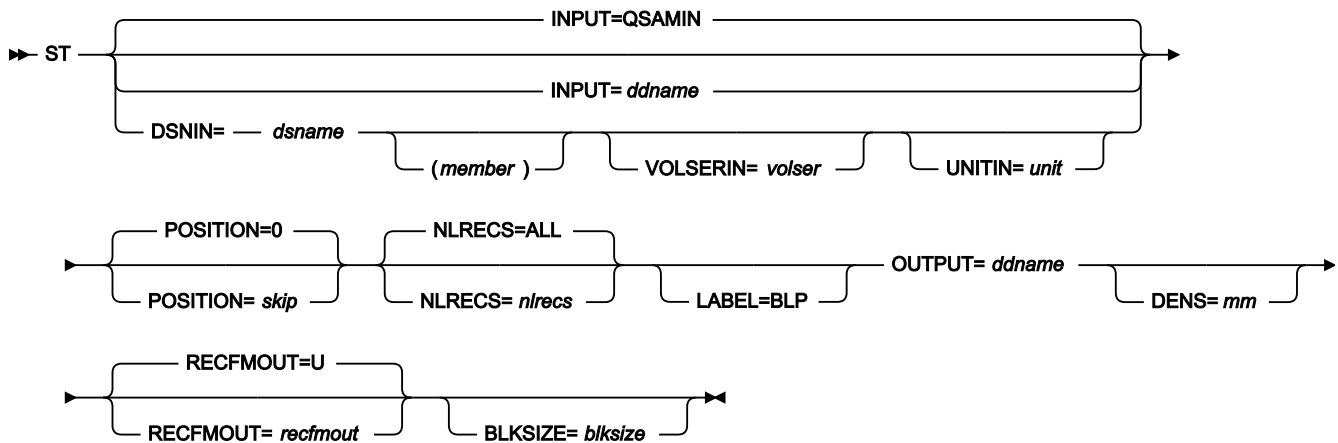 INPUT=QSAMIN
ST
INPUT= ddname
DSNIN= dsname
(member )
VOLSERIN= volser
UNITIN= unit
POSITION=0
POSITION= skip
NLRECS=ALL
NLRECS= nlrecs
LABEL=BLP
OUTPUT= ddname
DENS= mm
RECFMOUT=U
RECFMOUT= recfmout
BLKSIZE= blksize